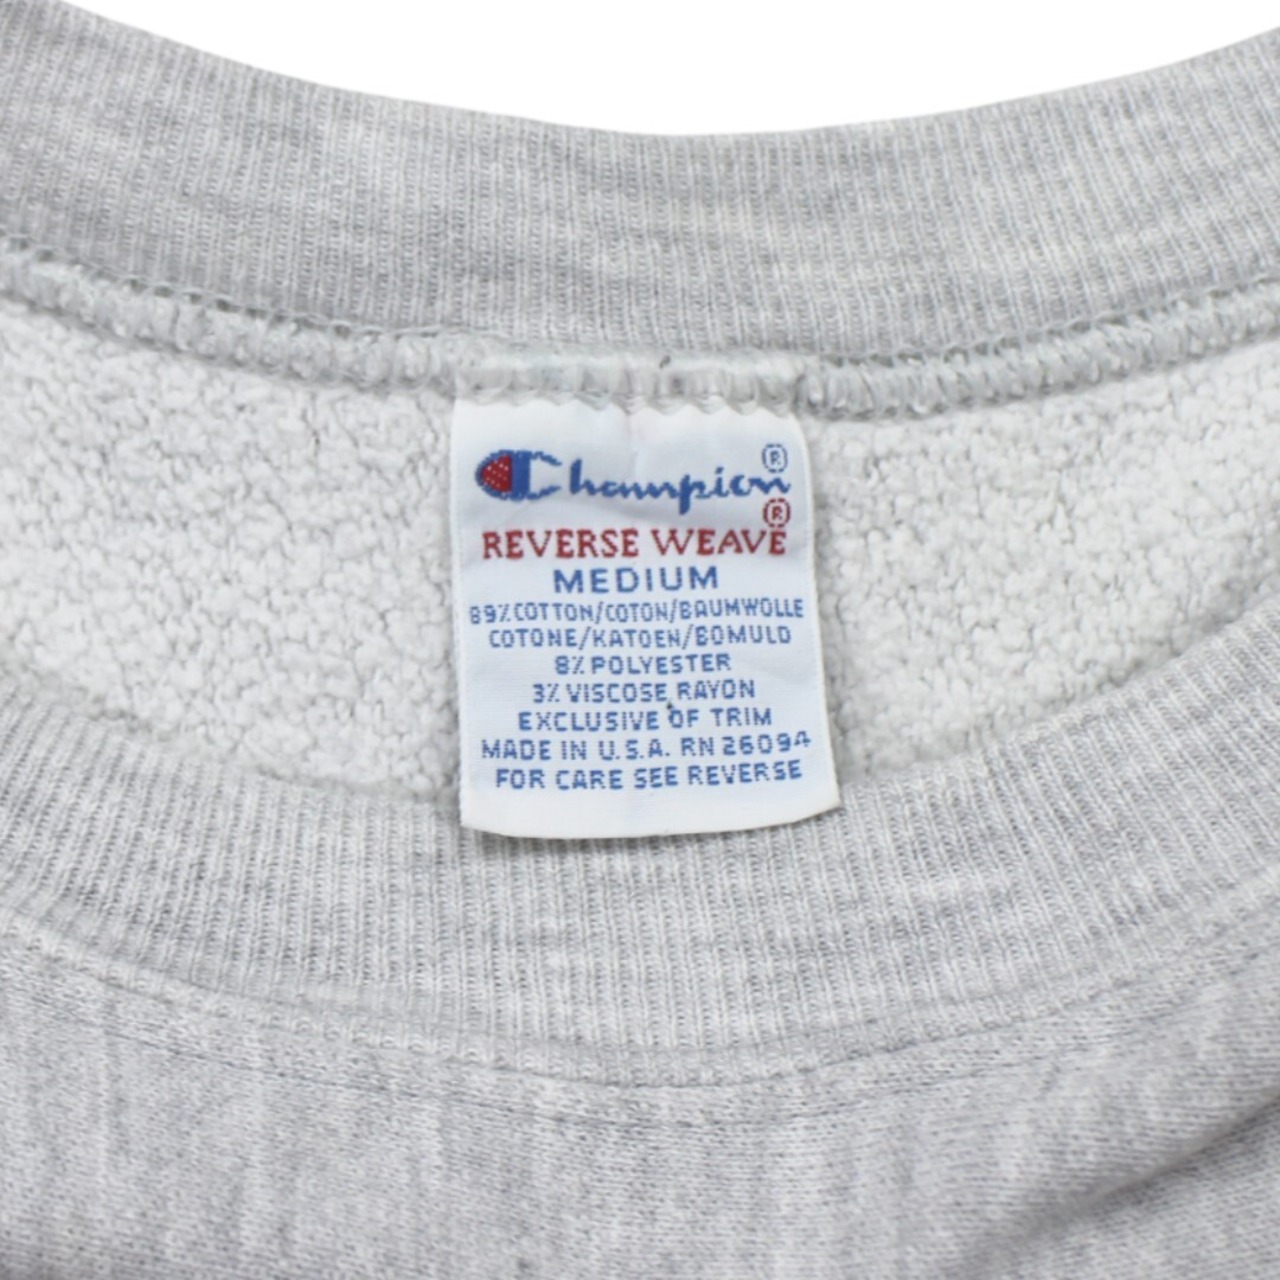 Champion®
REVERSE WEAVE®
MEDIUM
89% COTTON/COTON/BAUMWOLLE
COTONE/KATOEN/BOMULD
8% POLYESTER
3% VISCOSE RAYON
EXCLUSIVE OF TRIM
MADE IN U.S.A. RN 26094
FOR CARE SEE REVERSE